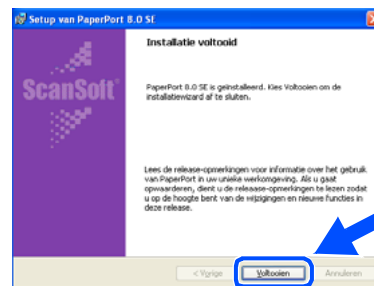 Setup van PaperPort 8.0 SE
Installatie voltooid
ScanSoft®
PaperPort 8.0 SE is geïnstalleerd. Kies Voltooien om de
installatiewizard af te sluiten.
Lees de release-opmerkingen voor informatie over het gebruik
van PaperPort in uw unieke werkomgeving. Als u gaat
opwaarderen, dient u de releaase-opmerkingen te lezen zodat
u op de hoogte bent van de wijzigingen en nieuwe functies in
deze release.
< Vorige
Voltooien
Annuleren